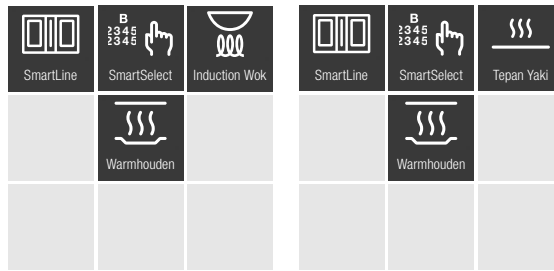 B
2345
2345
SmartLine
SmartSelect
Induction Wok
Warmhouden
B
2345
2345
SmartLine
SmartSelect
Tepan Yaki
Warmhouden